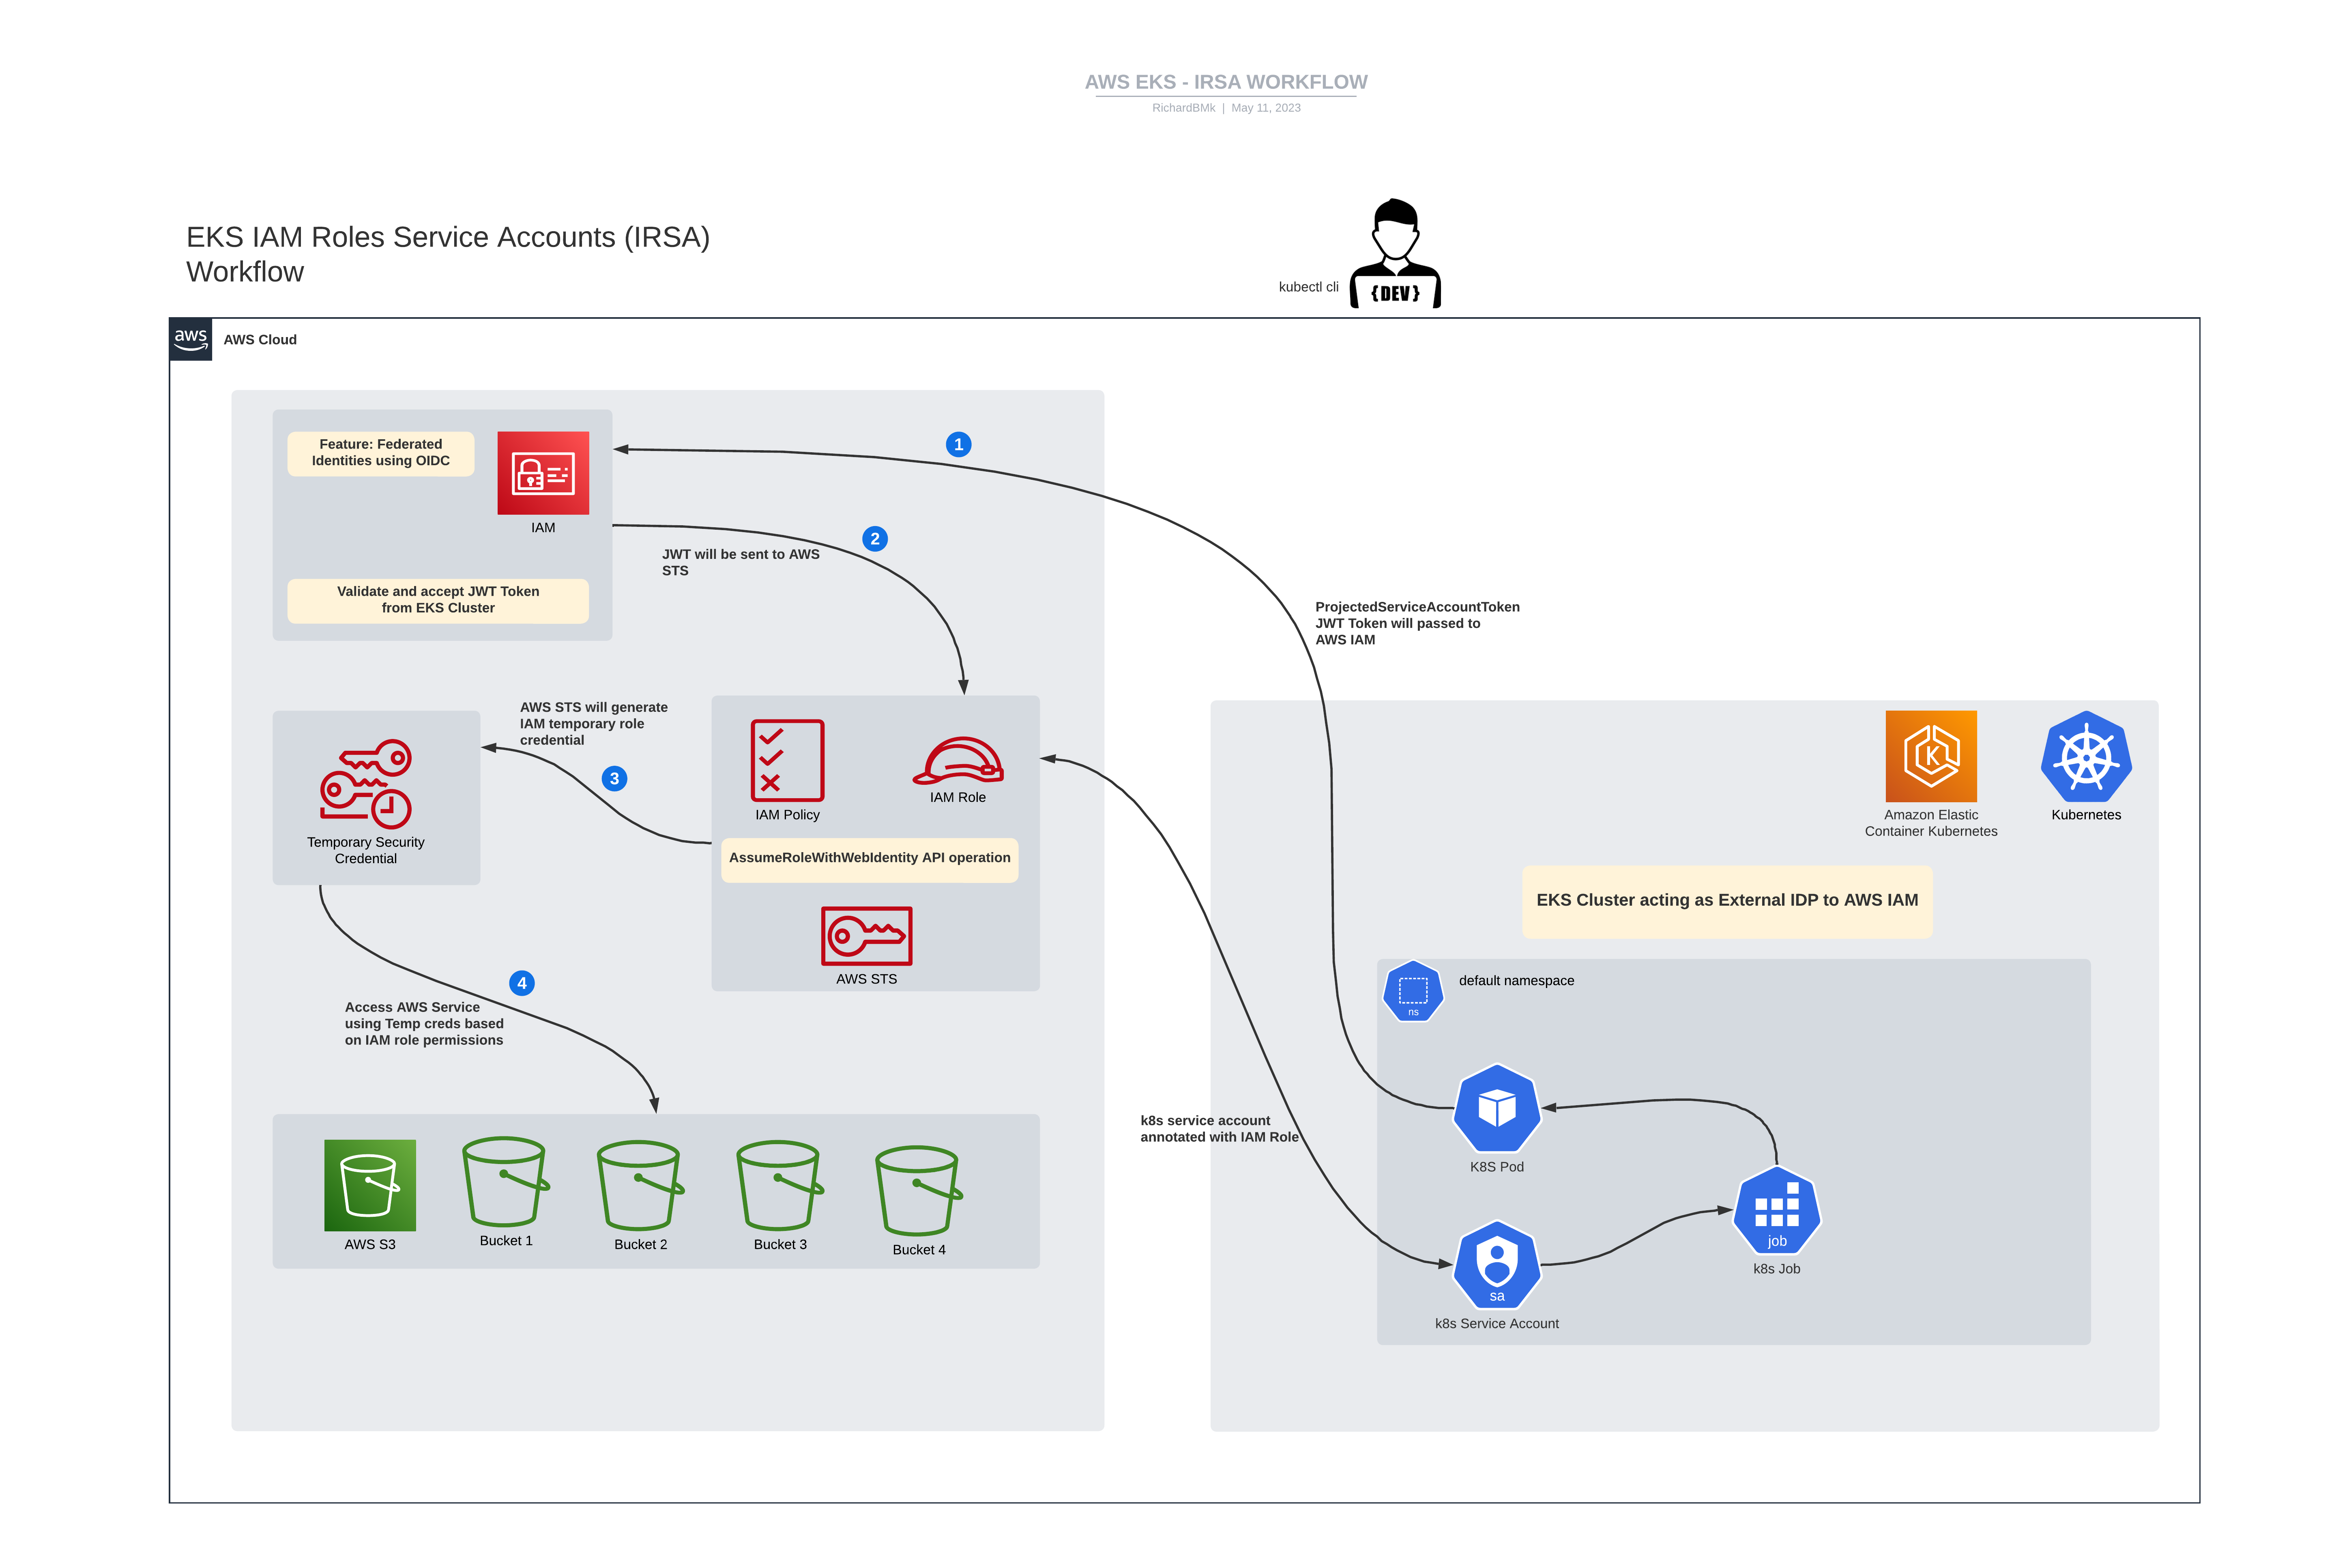 AWS EKS - IRSA WORKFLOW
RichardBMk | May 11, 2023
EKS IAM Roles Service Accounts (IRSA)
Workflow
kubectl cli
{DEV}
aws
AWS Cloud
Feature: Federated
Identities using OIDC
IAM
Validate and accept JWT Token
from EKS Cluster
1
2
JWT will be sent to AWS
STS
ProjectedServiceAccountToken
JWT Token will passed to
AWS IAM
AWS STS will generate
IAM temporary role
credential
3
Temporary Security
Credential
IAM Policy
IAM Role
AssumeRoleWithWebIdentity API operation
AWS STS
4
Access AWS Service
using Temp creds based
on IAM role permissions
AWS S3
Bucket 1
Bucket 2
Bucket 3
Bucket 4
k8s service account
annotated with IAM Role
K
Amazon Elastic
Container Kubernetes
Kubernetes
EKS Cluster acting as External IDP to AWS IAM
ns
default namespace
K8S Pod
job
k8s Job
sa
k8s Service Account